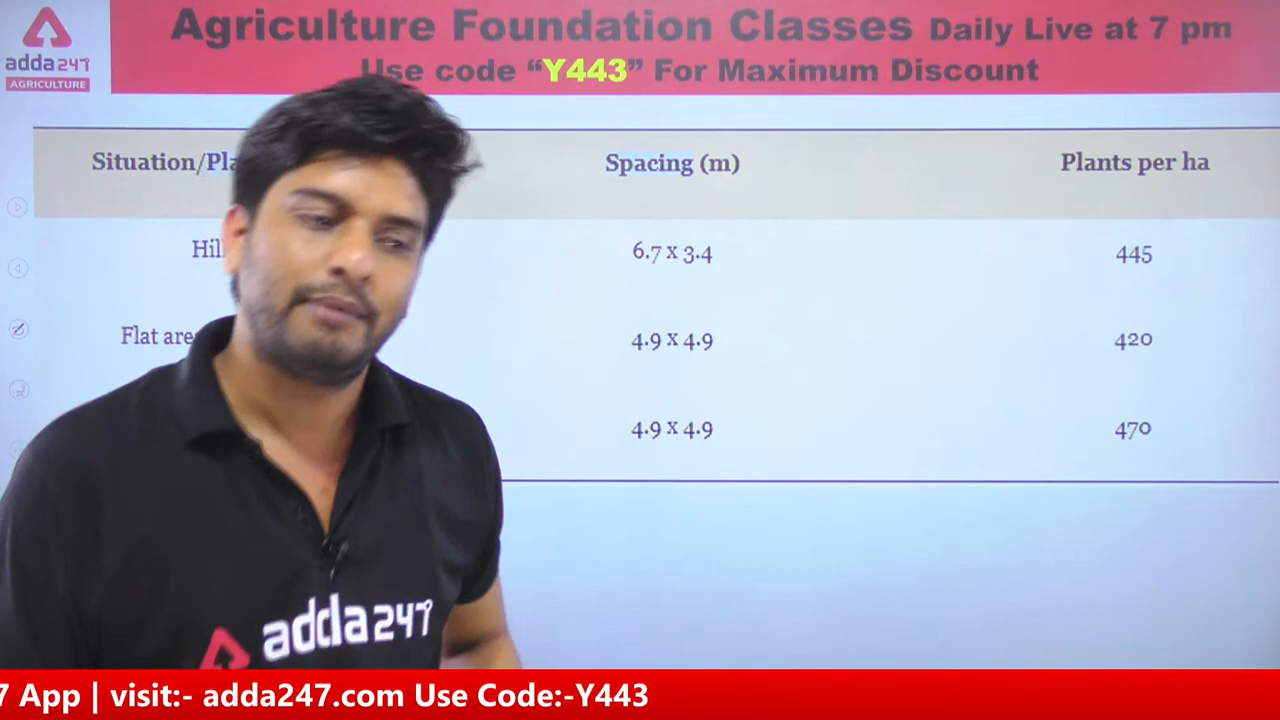 Agriculture Foundation Classes Daily Live at 7 pm
Use code “Y443” For Maximum Discount
adda247
AGRICULTURE
Situation/Pla
Spacing (m)
Plants per ha
Hil
6.7 x 3.4
445
Flat are
4.9 x 4.9
420
4.9 x 4.9
470
adda247
7 App | visit:- adda247.com Use Code:-Y443